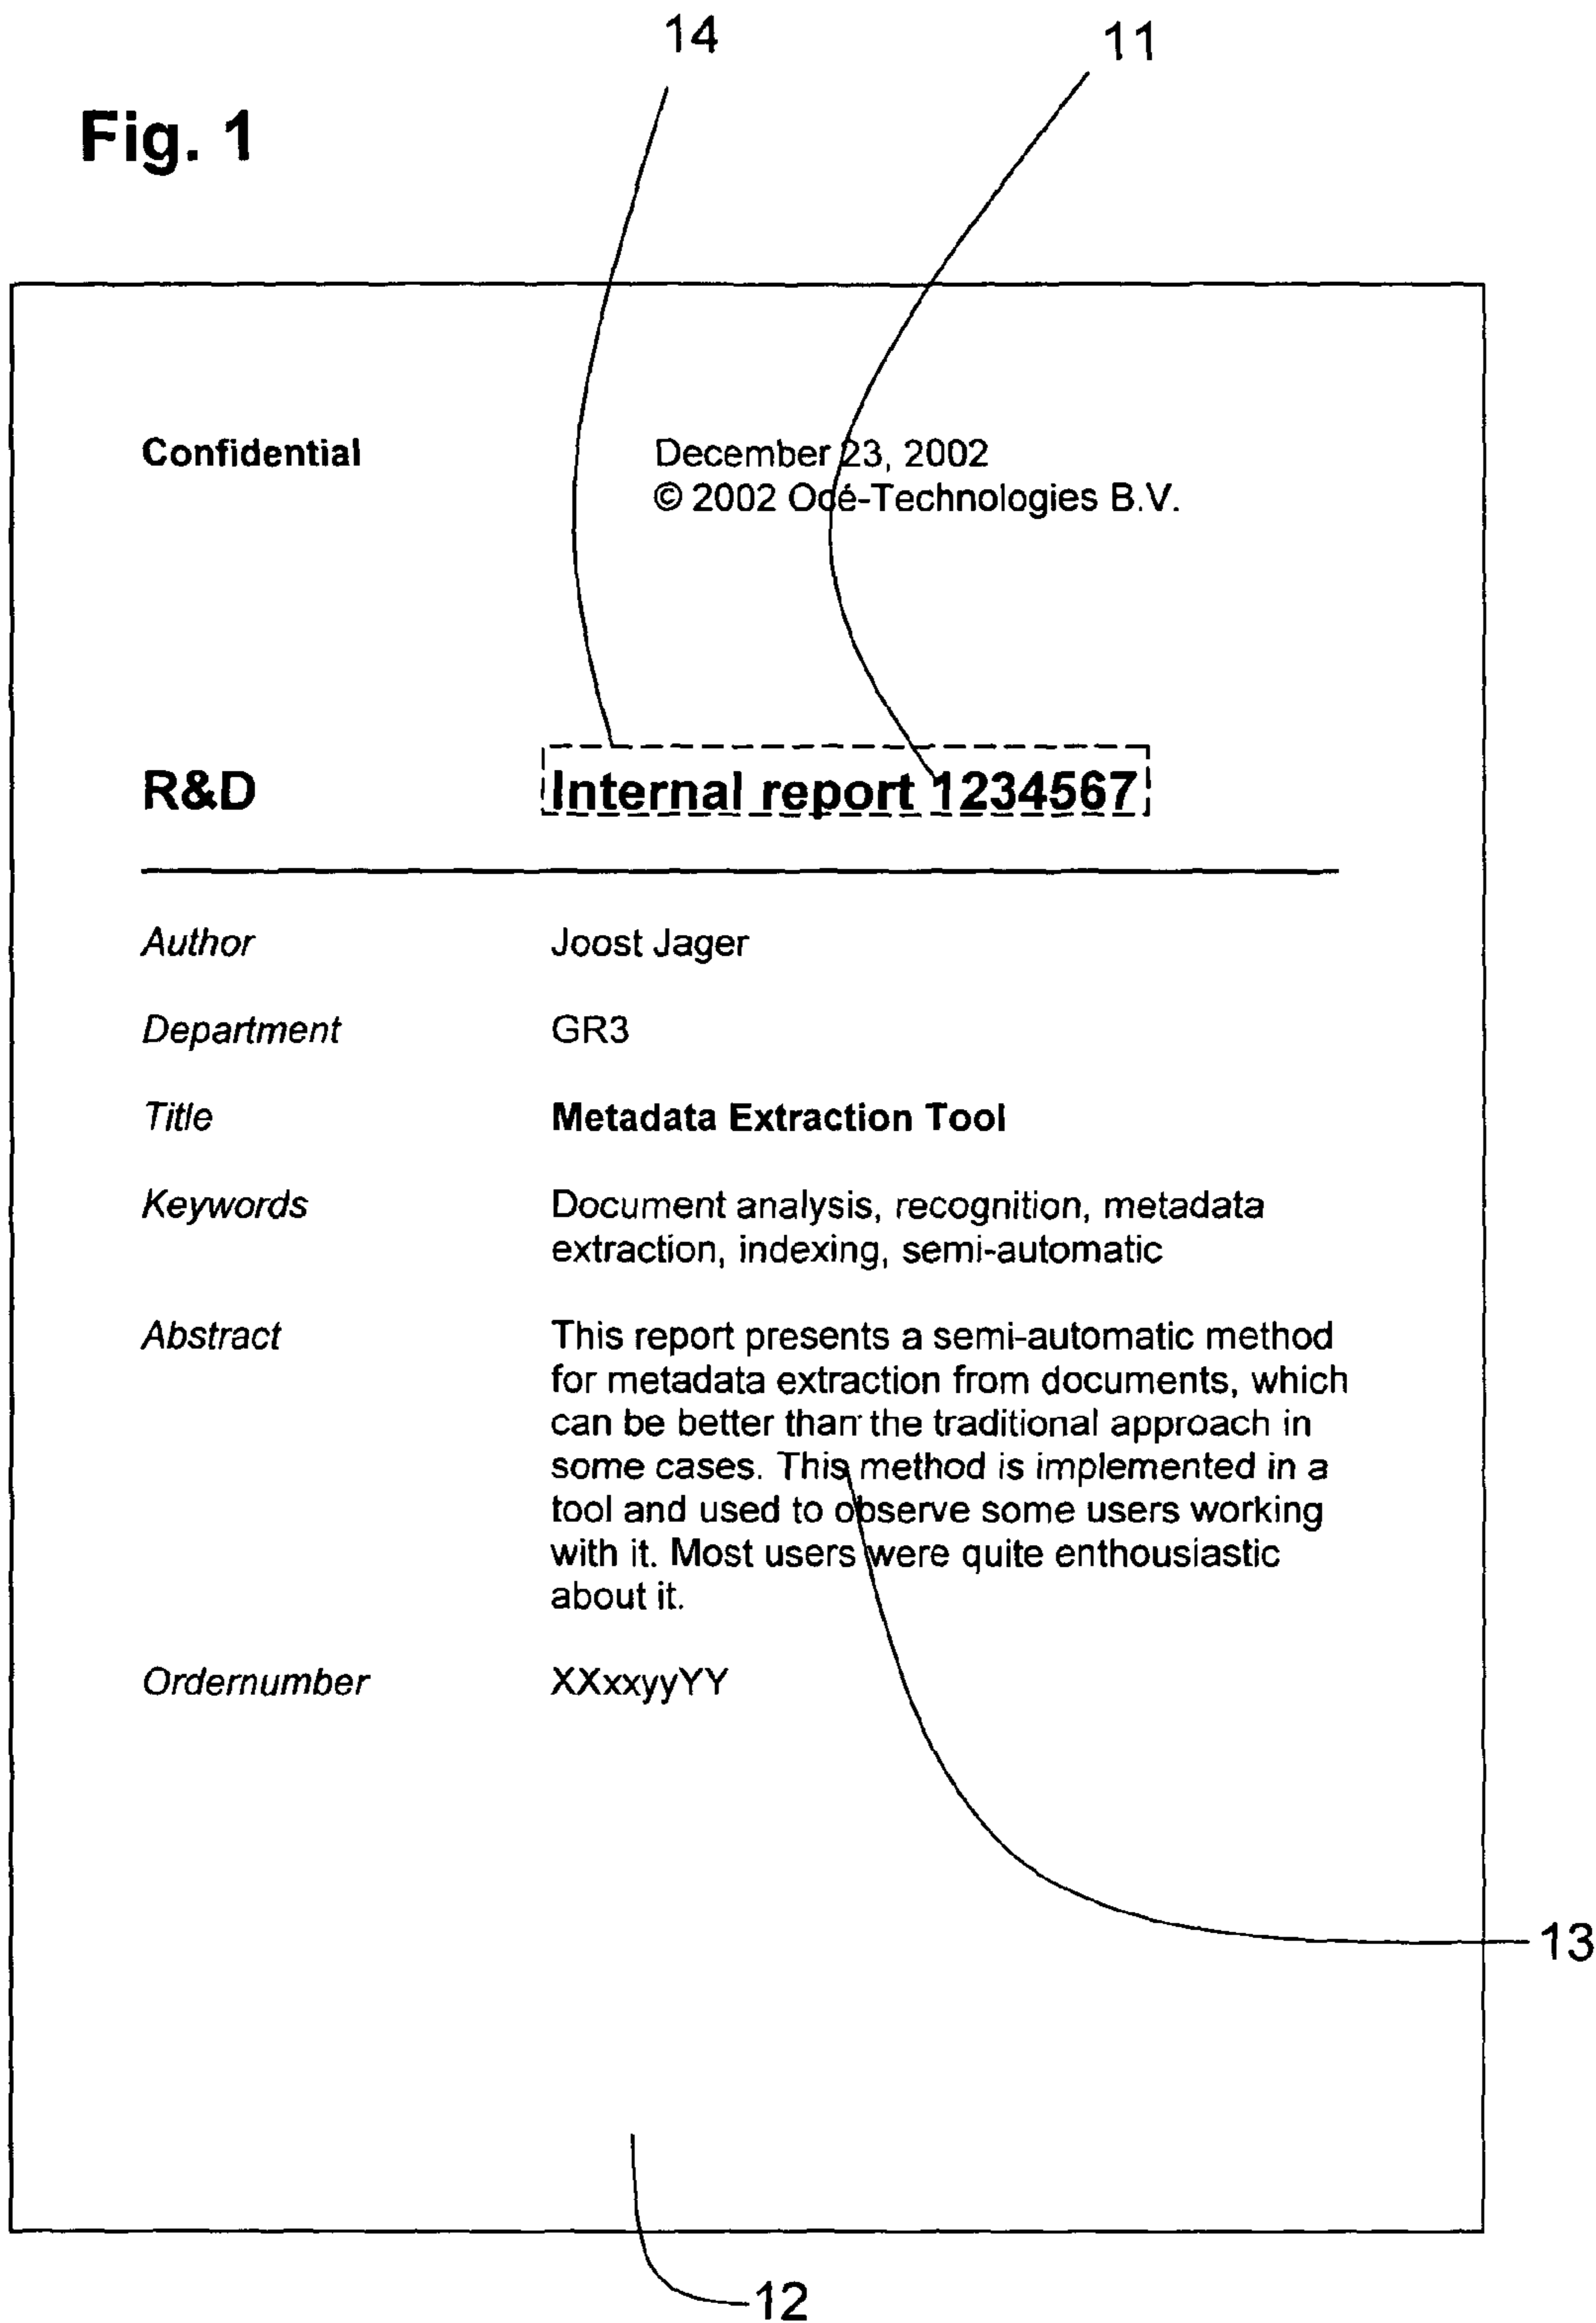 14
11
Fig. 1
Confidential
December 23, 2002
© 2002 Océ-Technologies B.V.
R&D
Internal report 1234567
Author
Joost Jager
Department
GR3
Title
Metadata Extraction Tool
Keywords
Document analysis, recognition, metadata
extraction, indexing, semi-automatic
Abstract
This report presents a semi-automatic method
for metadata extraction from documents, which
can be better than the traditional approach in
some cases. This method is implemented in a
tool and used to observe some users working
with it. Most users were quite enthousiastic
about it.
Ordernumber
XXxxyyYY
13
12